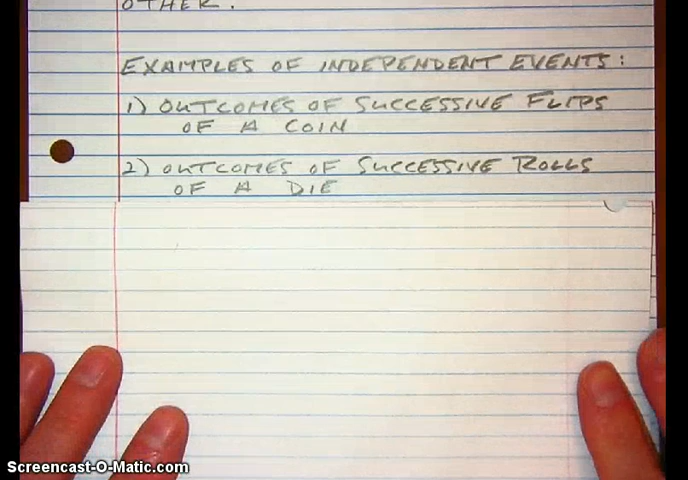 OTHER.
EXAMPLES OF INDEPENDENT EVENTS:
1) OUTCOMES OF SUCCESSIVE FLIPS
OF A COIN
2) OUTCOMES OF SUCCESSIVE ROLLS
OF A DIE
Screencast-O-Matic.com